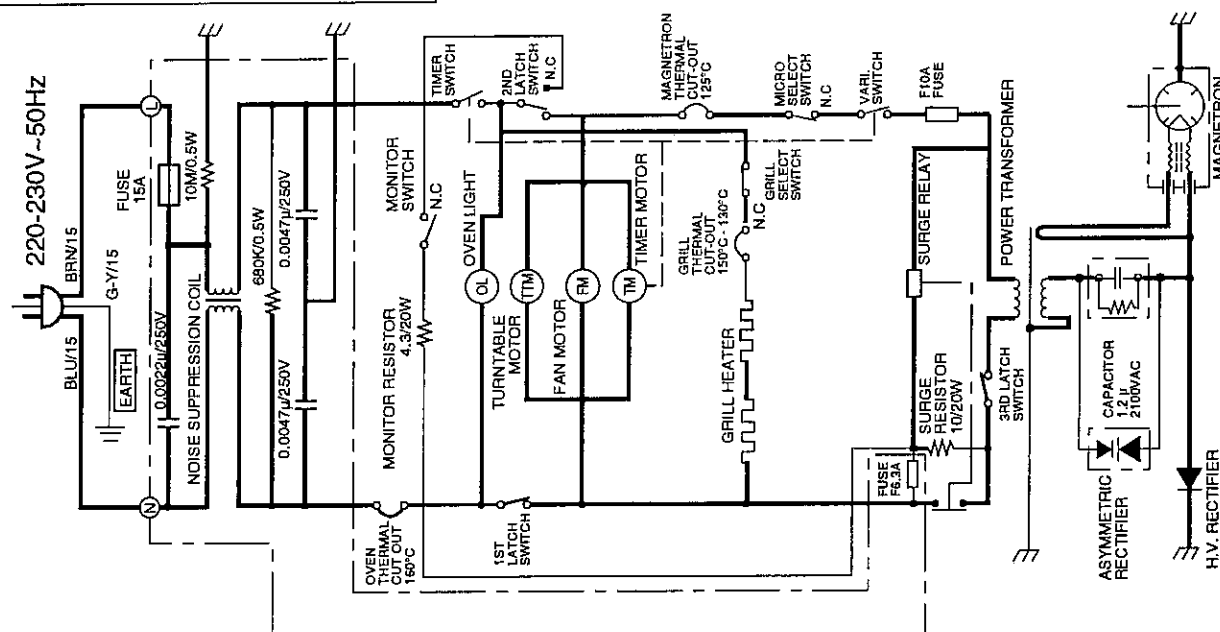 220-230V~50Hz
BLU/15
BRN/15
G-Y/15
EARTH
N
L
FUSE
15A
0.0022μ/250V
10M/0.5W
NOISE SUPPRESSION COIL
680K/0.5W
0.0047μ/250V
0.0047μ/250V
OVEN
THERMAL
CUT OUT
160°C
MONITOR RESISTOR
4.3/20W
MONITOR
SWITCH
N.C
TIMER
SWITCH
2ND
LATCH
SWITCH
N.C
1ST
LATCH
SWITCH
OVEN LIGHT
OL
TURNTABLE
MOTOR
TTM
FAN MOTOR
FM
TIMER MOTOR
TM
MAGNETRON
THERMAL
CUT-OUT
125°C
MICRO
SELECT
SWITCH
N.C
VARI.
SWITCH
F10A
FUSE
GRILL HEATER
GRILL
THERMAL
CUT-OUT
150°C - 130°C
N.C
GRILL
SELECT
SWITCH
FUSE
F6.3A
SURGE
RESISTOR
10/20W
SURGE RELAY
3RD LATCH
SWITCH
POWER TRANSFORMER
ASYMMETRIC
RECTIFIER
CAPACITOR
1.2 μ
2100VAC
H.V. RECTIFIER
MAGNETRON